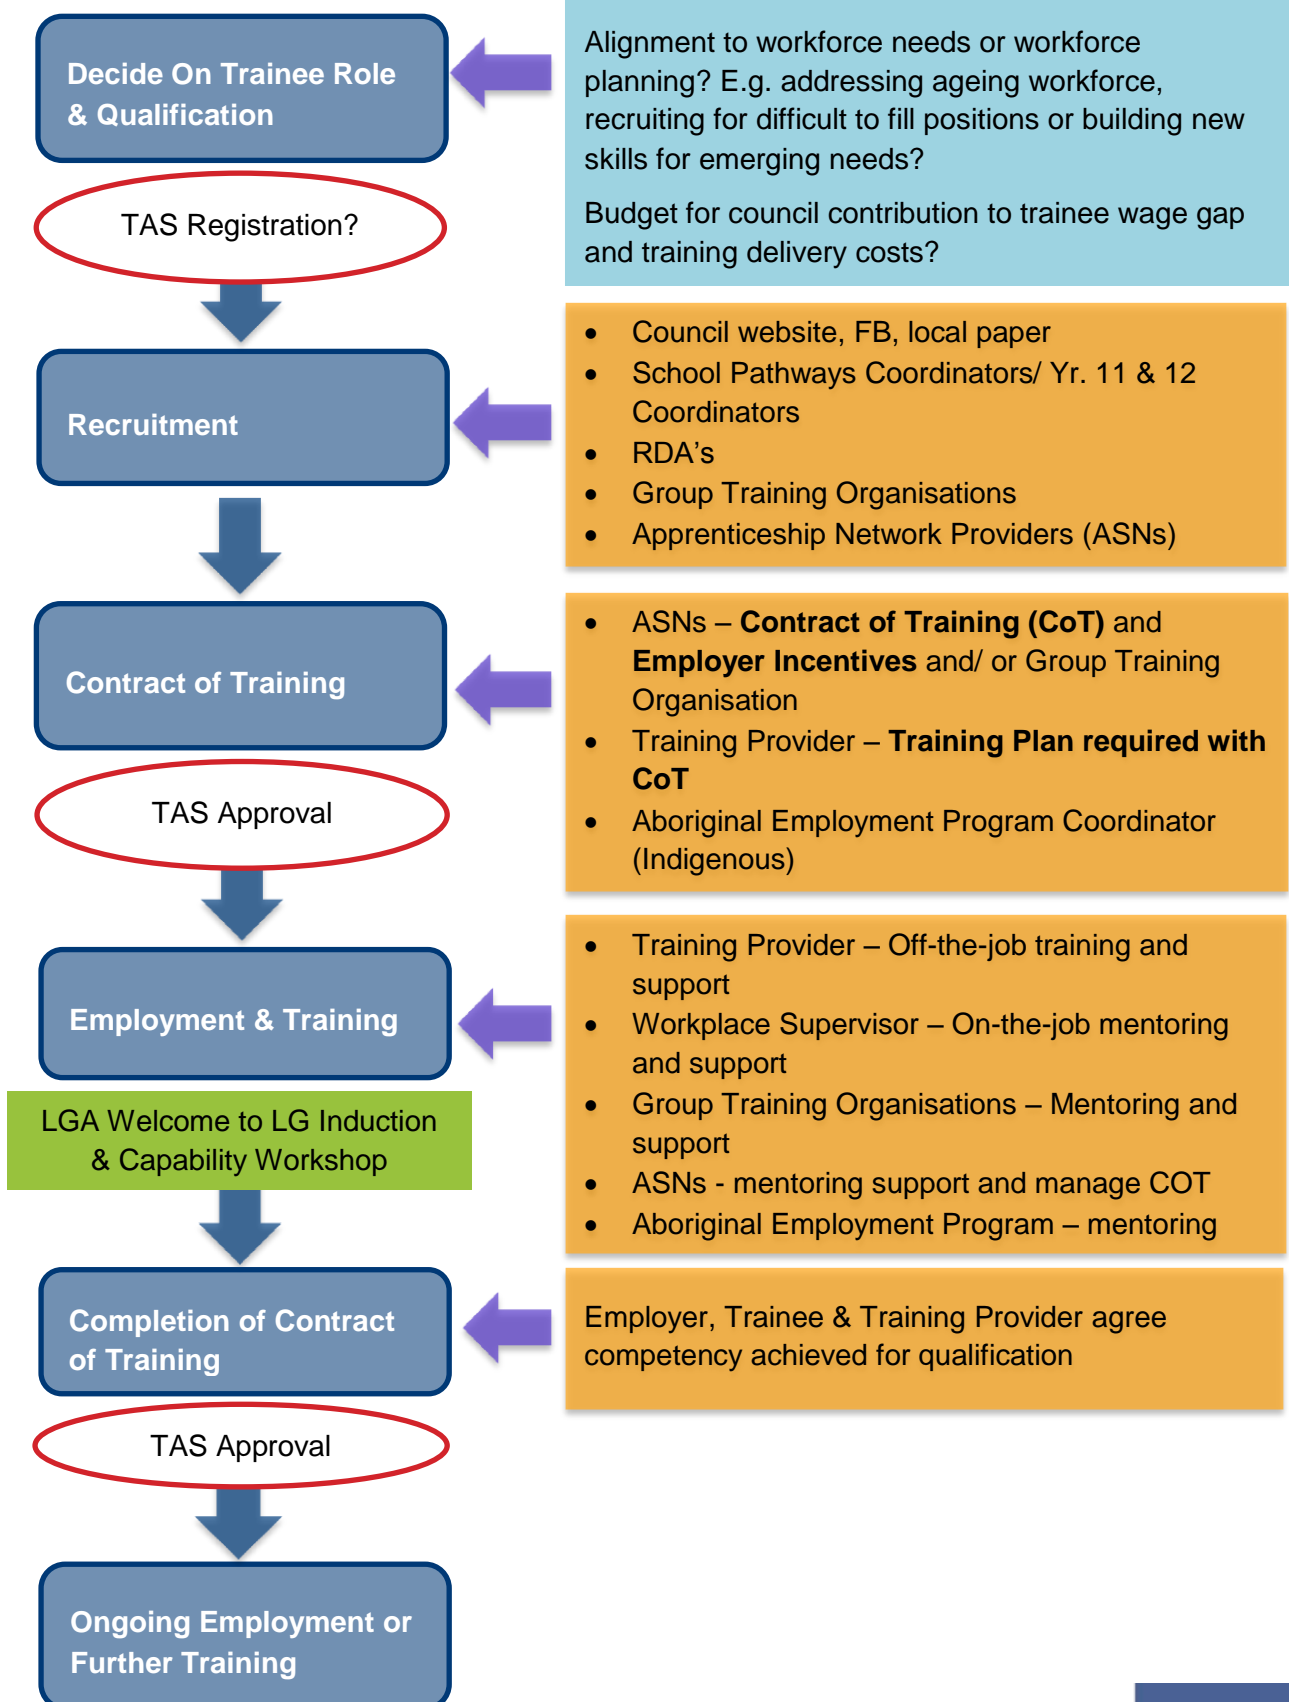 Decide On Trainee Role
& Qualification
Alignment to workforce needs or workforce
planning? E.g. addressing ageing workforce,
recruiting for difficult to fill positions or building new
skills for emerging needs?
Budget for council contribution to trainee wage gap
and training delivery costs?
TAS Registration?
Recruitment
• Council website, FB, local paper
• School Pathways Coordinators/ Yr. 11 & 12
Coordinators
• RDA’s
• Group Training Organisations
• Apprenticeship Network Providers (ASNs)
Contract of Training
• ASNs – Contract of Training (CoT) and
Employer Incentives and/ or Group Training
Organisation
• Training Provider – Training Plan required with
CoT
• Aboriginal Employment Program Coordinator
(Indigenous)
TAS Approval
Employment & Training
• Training Provider – Off-the-job training and
support
• Workplace Supervisor – On-the-job mentoring
and support
• Group Training Organisations – Mentoring and
support
• ASNs - mentoring support and manage COT
• Aboriginal Employment Program – mentoring
LGA Welcome to LG Induction
& Capability Workshop
Completion of Contract
of Training
Employer, Trainee & Training Provider agree
competency achieved for qualification
TAS Approval
Ongoing Employment or
Further Training